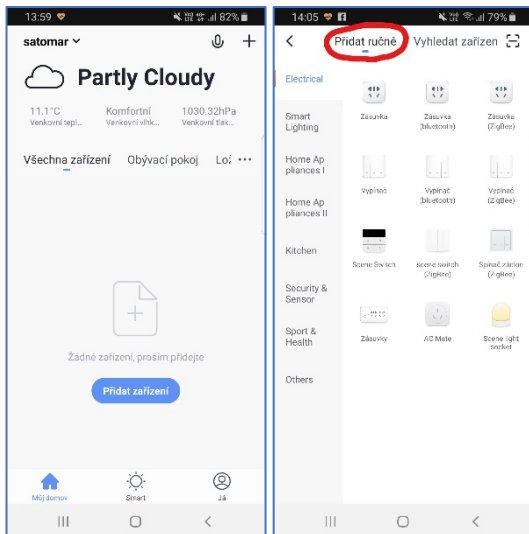 13:59
82%
satomar
Partly Cloudy
11.1°C Komfortní 1030.32hPa
Venkovní tepl... Venkovní vlhk... Venkovní tlak...
Všechna zařízení Obývací pokoj Lož
Žádné zařízení, prosím přidejte
Přidat zařízení
Můj domov Smart Já
14:05
79%
Přidat ručně Vyhledat zařízen
Electrical
Smart
Lighting
Home Ap
pliances I
Home Ap
pliances II
Kitchen
Security &
Sensor
Sport &
Health
Others
Zásuvka Zásuvka Zásuvka
(bluetooth) (ZigBee)
Vypínač Vypínač Vypínač
(bluetooth) (ZigBee)
Scene Switch scene switch Spínač záclon
(ZigBee) (ZigBee)
Zásuvky AC Mate Scene light
socket